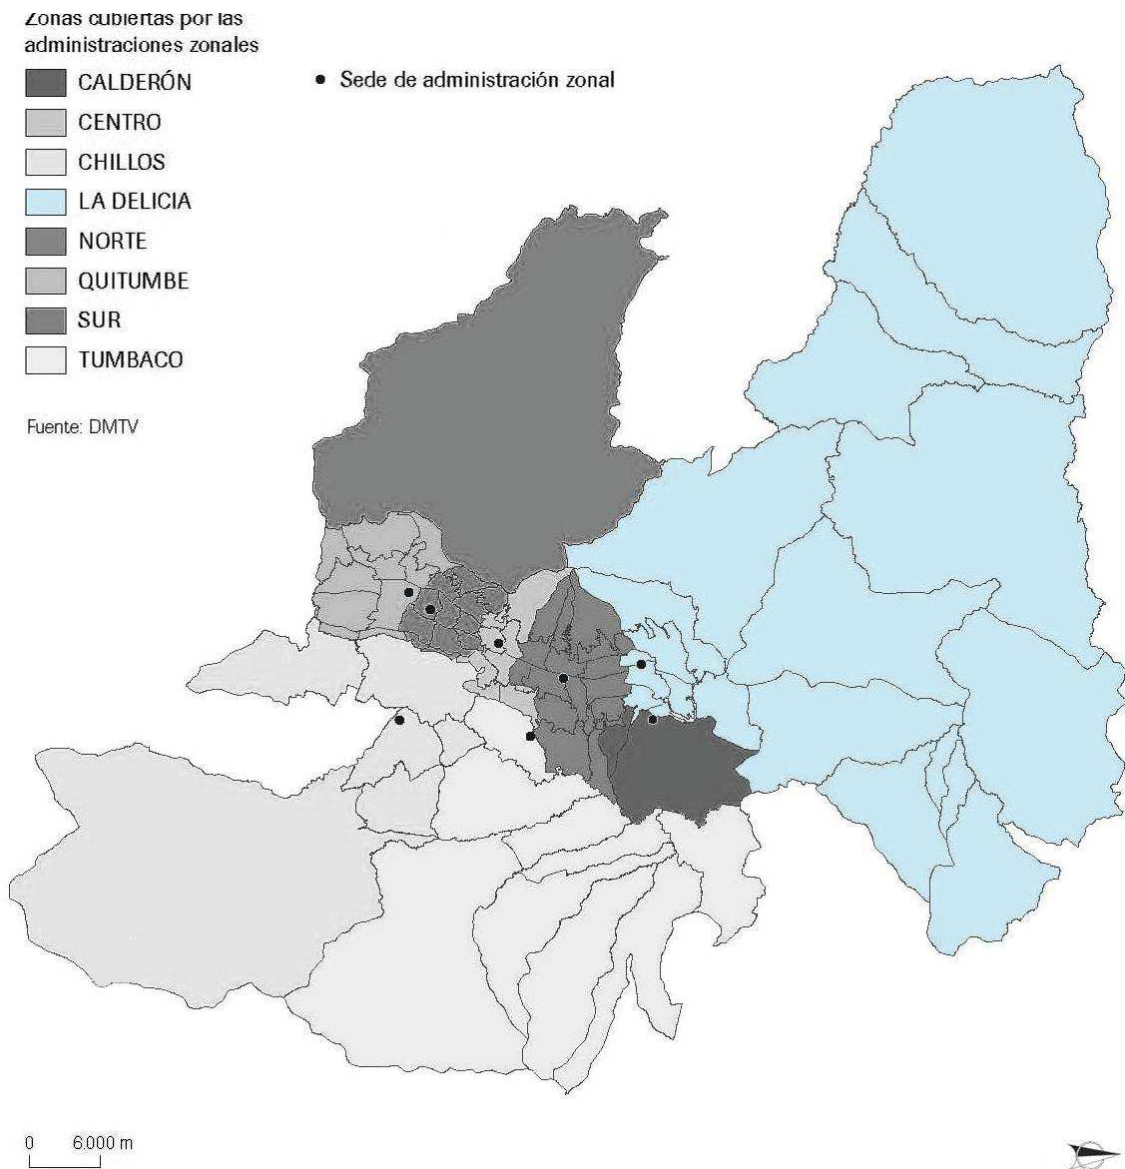 Zonas cubiertas por las
administraciones zonales
CALDERÓN
CENTRO
CHILLOS
LA DELICIA
NORTE
QUITUMBE
SUR
TUMBACO
• Sede de administración zonal
Fuente: DMTV
0 6.000 m